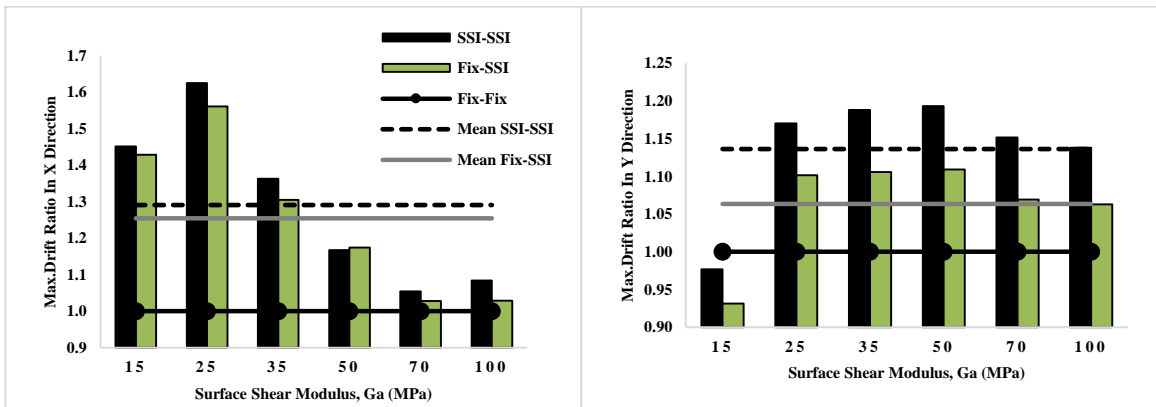 Max.Drift Ratio In X Direction
1.7
1.6
1.5
1.4
1.3
1.2
1.1
1.0
0.9
SSI-SSI
Fix-SSI
Fix-Fix
Mean SSI-SSI
Mean Fix-SSI
15 25 35 50 70 100
Surface Shear Modulus, Ga (MPa)
Max.Drift Ratio In Y Direction
1.25
1.20
1.15
1.10
1.05
1.00
0.95
0.90
15 25 35 50 70 100
Surface Shear Modulus, Ga (MPa)